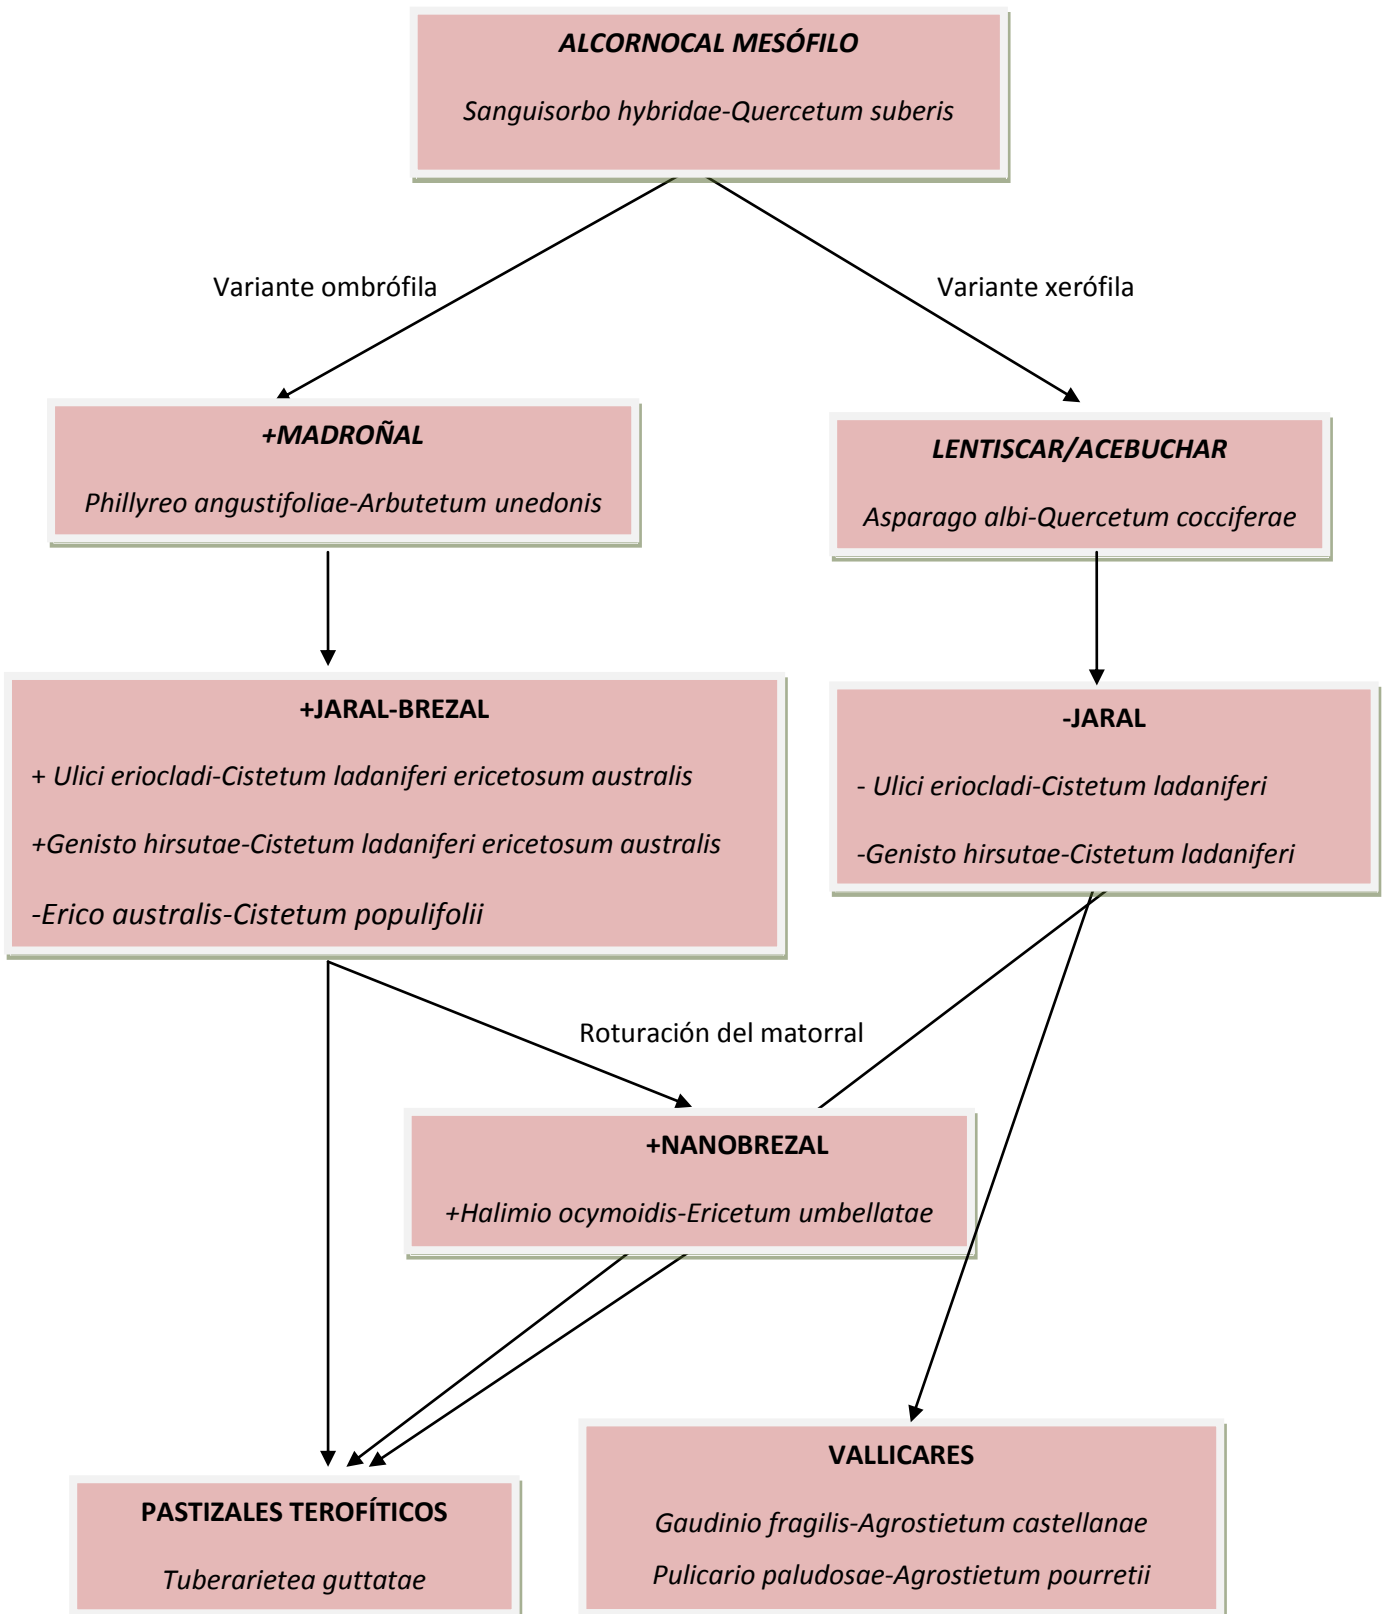 ALCORNOCAL MESÓFILO
Sanguisorbo hybridae-Quercetum suberis
Variante ombrófila
Variante xerófila
+MADROÑAL
Phillyreo angustifoliae-Arbutetum unedonis
LENTISCAR/ACEBUCHAR
Asparago albi-Quercetum cocciferae
+JARAL-BREZAL
+ Ulici eriocladi-Cistetum ladaniferi ericetosum australis
+Genisto hirsutae-Cistetum ladaniferi ericetosum australis
-Erico australis-Cistetum populifolii
-JARAL
- Ulici eriocladi-Cistetum ladaniferi
-Genisto hirsutae-Cistetum ladaniferi
Roturación del matorral
+NANOBREZAL
+Halimio ocymoidis-Ericetum umbellatae
PASTIZALES TEROFÍTICOS
Tuberarietea guttatae
VALLICARES
Gaudinio fragilis-Agrostietum castellanae
Pulicario paludosae-Agrostietum pourretii